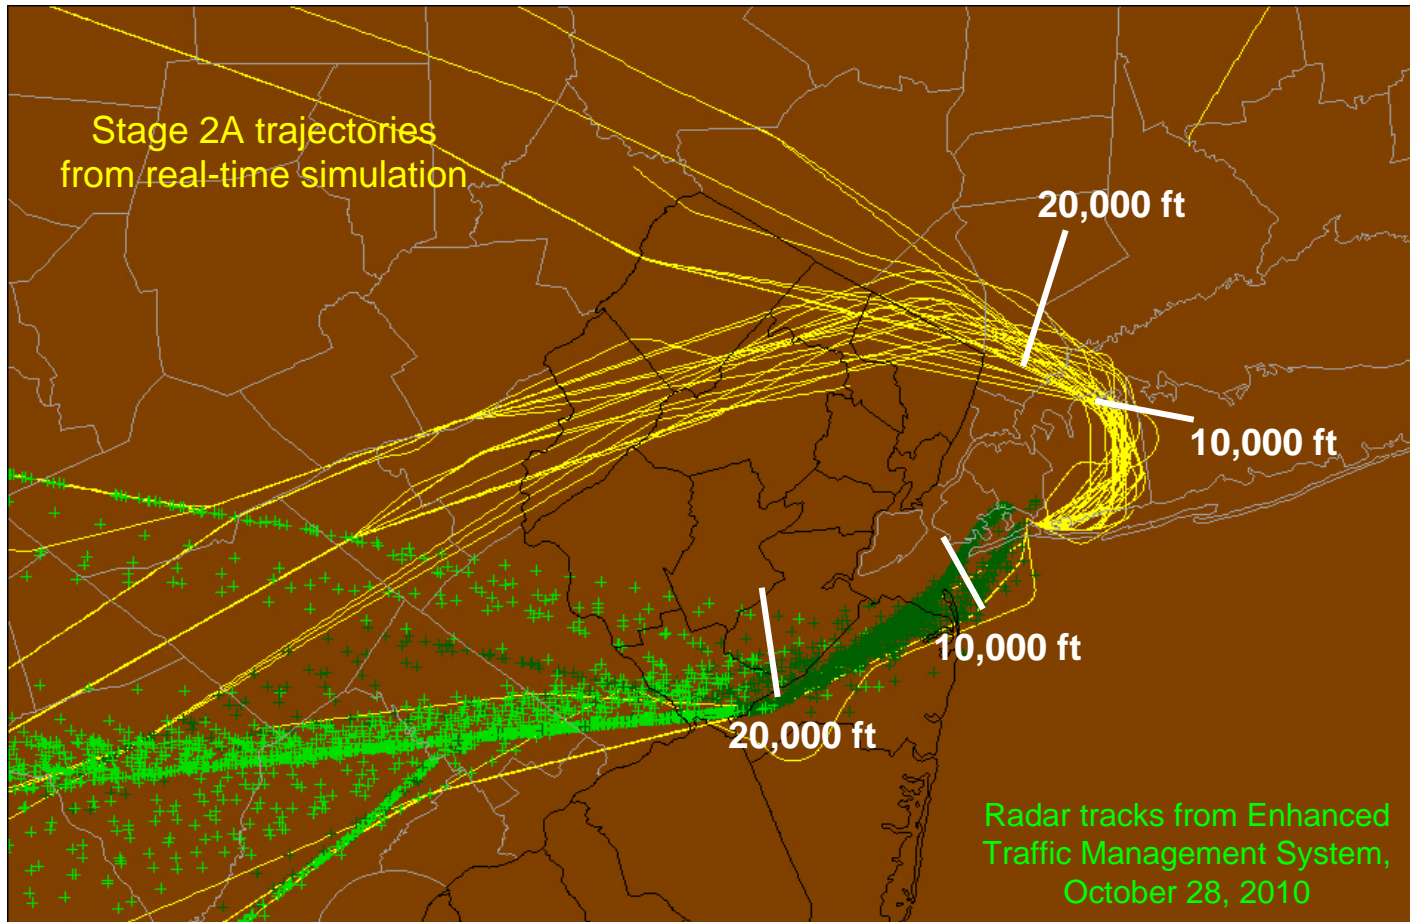 Stage 2A trajectories
from real-time simulation
20,000 ft
10,000 ft
10,000 ft
20,000 ft
Radar tracks from Enhanced
Traffic Management System,
October 28, 2010